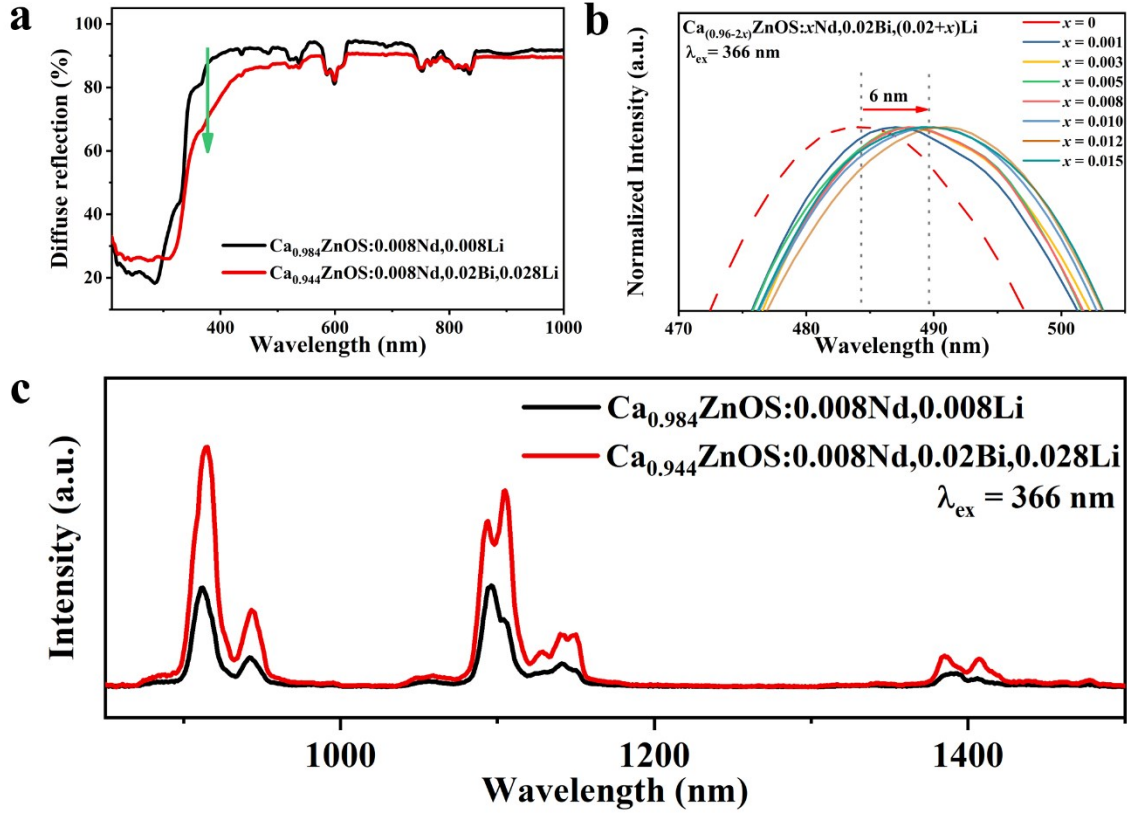 a
Diffuse reflection (%)
100
80
60
40
20
400
600
800
1000
Wavelength (nm)
Ca0.984ZnOS:0.008Nd,0.008Li
Ca0.944ZnOS:0.008Nd,0.02Bi,0.028Li
b
Normalized Intensity (a.u.)
Ca(0.96-2x)ZnOS:xNd,0.02Bi,(0.02+x)Li
λex= 366 nm
6 nm
x = 0
x = 0.001
x = 0.003
x = 0.005
x = 0.008
x = 0.010
x = 0.012
x = 0.015
470
480
490
500
Wavelength (nm)
c
Intensity (a.u.)
Ca0.984ZnOS:0.008Nd,0.008Li
Ca0.944ZnOS:0.008Nd,0.02Bi,0.028Li
λex = 366 nm
1000
1200
1400
Wavelength (nm)